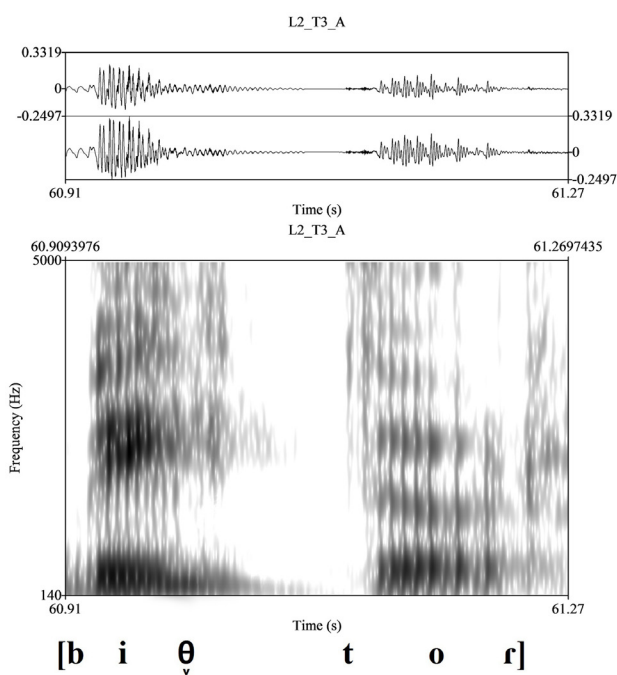 L2_T3_A
0.3319
0
-0.2497 0.3319
0
-0.2497
60.91 61.27
Time (s)
L2_T3_A
60.9093976 61.2697435
5000
Frequency (Hz)
140
60.91 61.27
Time (s)
[b i θ̬ t o ɾ]